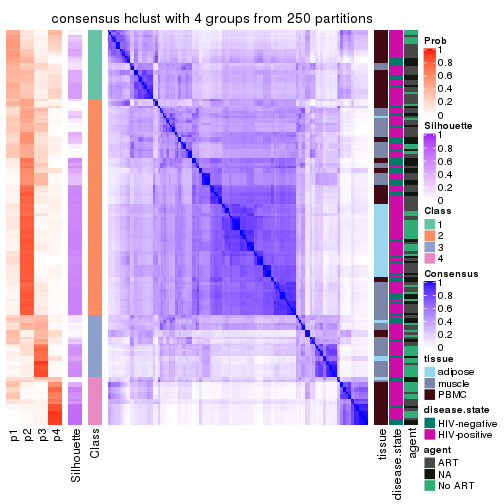 consensus hclust with 4 groups from 250 partitions
Prob
1
0.8
0.6
0.4
0.2
0
Silhouette
1
0.8
0.6
0.4
0.2
0
Class
1
2
3
4
Consensus
1
0.8
0.6
0.4
0.2
0
tissue
adipose
muscle
PBMC
disease.state
HIV-negative
HIV-positive
agent
ART
NA
No ART
p1
p2
p3
p4
Silhouette
Class
tissue
disease.state
agent